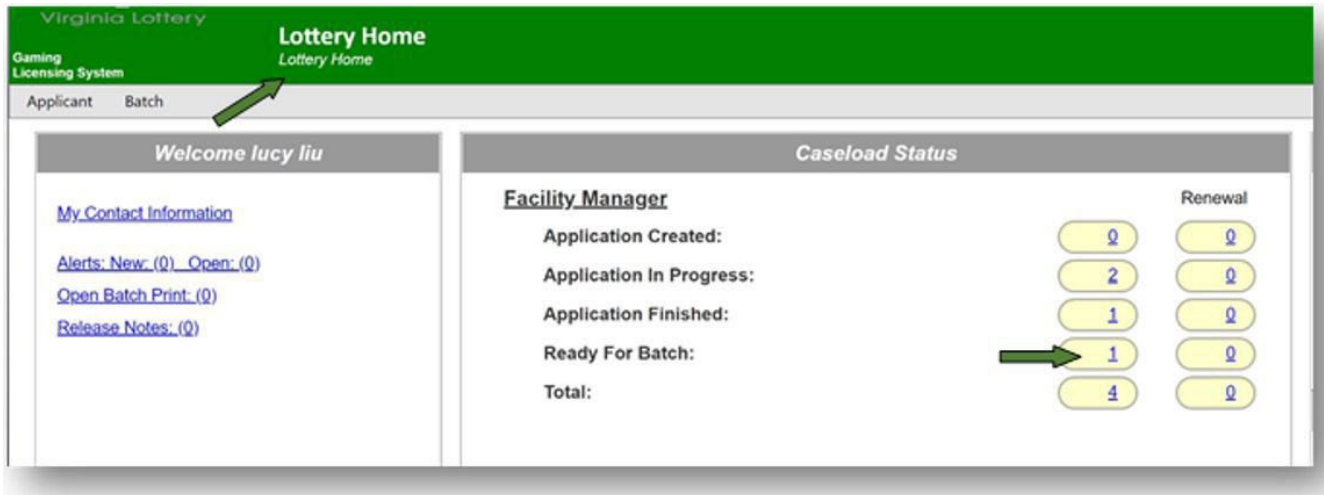 Virginia Lottery
Gaming
Licensing System
Lottery Home
Lottery Home
Applicant Batch
Welcome lucy liu
My Contact Information
Alerts: New: (0) Open: (0)
Open Batch Print: (0)
Release Notes: (0)
Caseload Status
Facility Manager Renewal
Application Created: 0 0
Application In Progress: 2 0
Application Finished: 1 0
Ready For Batch: 1 0
Total: 4 0